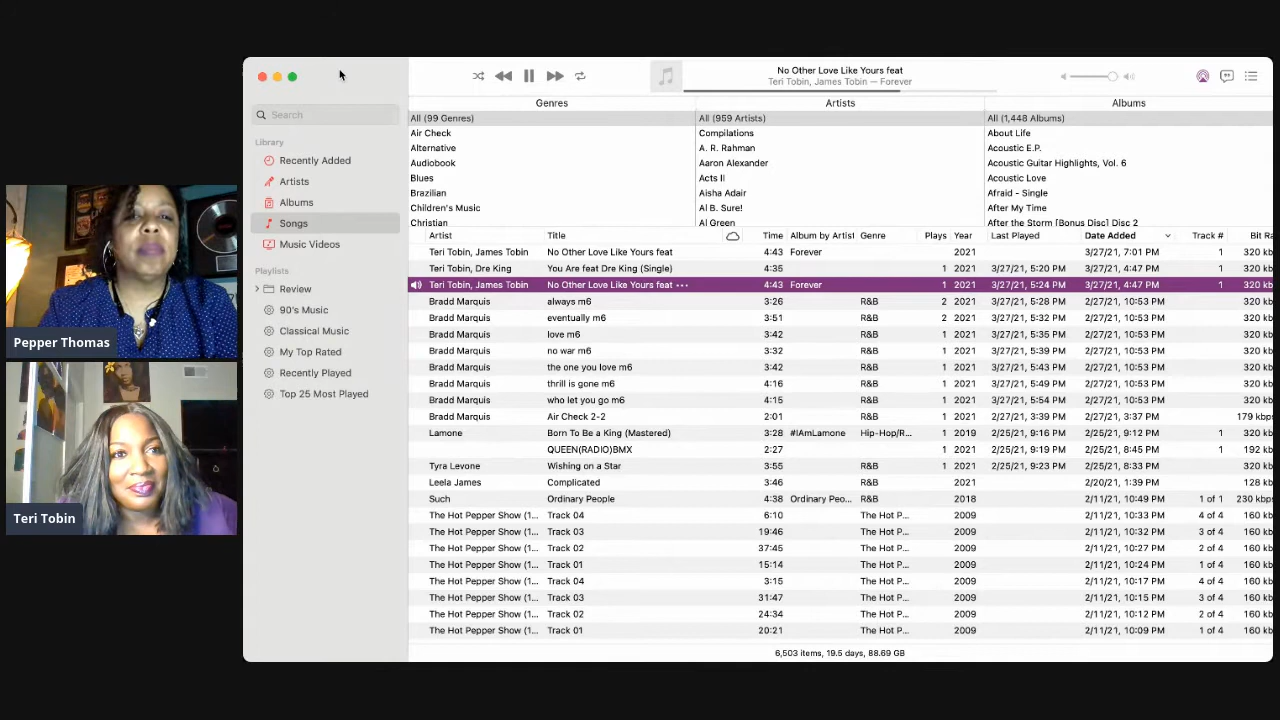 No Other Love Like Yours feat
Teri Tobin, James Tobin — Forever
Search
Library
Recently Added
Artists
Albums
Songs
Music Videos
Playlists
Review
90's Music
Classical Music
My Top Rated
Recently Played
Top 25 Most Played
Pepper Thomas
Teri Tobin
Genres Artists Albums
All (99 Genres) All (959 Artists) All (1,448 Albums)
Air Check Compilations About Life
Alternative A. R. Rahman Acoustic E.P.
Audiobook Aaron Alexander Acoustic Guitar Highlights, Vol. 6
Blues Acts II Acoustic Love
Brazilian Aisha Adair Afraid - Single
Children's Music Al B. Sure! After My Time
Christian Al Green After the Storm [Bonus Disc] Disc 2
Artist Title Time Album by Artist Genre Plays Year Last Played Date Added Track # Bit Ra
Teri Tobin, James Tobin No Other Love Like Yours feat 4:43 Forever 2021 3/27/21, 7:01 PM 1 320 kb
Teri Tobin, Dre King You Are feat Dre King (Single) 4:35 1 2021 3/27/21, 5:20 PM 3/27/21, 4:47 PM 1 320 kb
Teri Tobin, James Tobin No Other Love Like Yours feat ••• 4:43 Forever 1 2021 3/27/21, 5:24 PM 3/27/21, 4:47 PM 1 320 kb
Bradd Marquis always m6 3:26 R&B 2 2021 3/27/21, 5:28 PM 2/27/21, 10:53 PM 320 kb
Bradd Marquis eventually m6 3:51 R&B 2 2021 3/27/21, 5:32 PM 2/27/21, 10:53 PM 320 kb
Bradd Marquis love m6 3:42 R&B 1 2021 3/27/21, 5:35 PM 2/27/21, 10:53 PM 320 kb
Bradd Marquis no war m6 3:32 R&B 1 2021 3/27/21, 5:39 PM 2/27/21, 10:53 PM 320 kb
Bradd Marquis the one you love m6 3:42 R&B 1 2021 3/27/21, 5:43 PM 2/27/21, 10:53 PM 320 kb
Bradd Marquis thrill is gone m6 4:16 R&B 1 2021 3/27/21, 5:49 PM 2/27/21, 10:53 PM 320 kb
Bradd Marquis who let you go m6 4:15 R&B 1 2021 3/27/21, 5:54 PM 2/27/21, 10:53 PM 320 kb
Bradd Marquis Air Check 2-2 2:01 R&B 1 2021 2/27/21, 3:39 PM 2/27/21, 3:37 PM 179 kbp
Lamone Born To Be a King (Mastered) 3:28 #IAmLamone Hip-Hop/R... 1 2019 2/25/21, 9:16 PM 2/25/21, 9:12 PM 1 320 kb
QUEEN(RADIO)BMX 2:27 1 2021 2/25/21, 9:19 PM 2/25/21, 8:45 PM 1 192 kb
Tyra Levone Wishing on a Star 3:55 R&B 1 2021 2/25/21, 9:23 PM 2/25/21, 8:33 PM 320 kb
Leela James Complicated 3:46 2021 2/20/21, 1:39 PM 128 kb
Such Ordinary People 4:38 Ordinary Peo... R&B 2018 2/11/21, 10:49 PM 1 of 1 230 kbps
The Hot Pepper Show (1... Track 04 6:10 The Hot P... 2009 2/11/21, 10:33 PM 4 of 4 160 kb
The Hot Pepper Show (1... Track 03 19:46 The Hot P... 2009 2/11/21, 10:32 PM 3 of 4 160 kb
The Hot Pepper Show (1... Track 02 37:45 The Hot P... 2009 2/11/21, 10:27 PM 2 of 4 160 kb
The Hot Pepper Show (1... Track 01 15:14 The Hot P... 2009 2/11/21, 10:24 PM 1 of 4 160 kb
The Hot Pepper Show (1... Track 04 3:15 The Hot P... 2009 2/11/21, 10:17 PM 4 of 4 160 kb
The Hot Pepper Show (1... Track 03 31:47 The Hot P... 2009 2/11/21, 10:15 PM 3 of 4 160 kb
The Hot Pepper Show (1... Track 02 24:34 The Hot P... 2009 2/11/21, 10:12 PM 2 of 4 160 kb
The Hot Pepper Show (1... Track 01 20:21 The Hot P... 2009 2/11/21, 10:09 PM 1 of 4 160 kb
6,503 items, 19.5 days, 88.69 GB